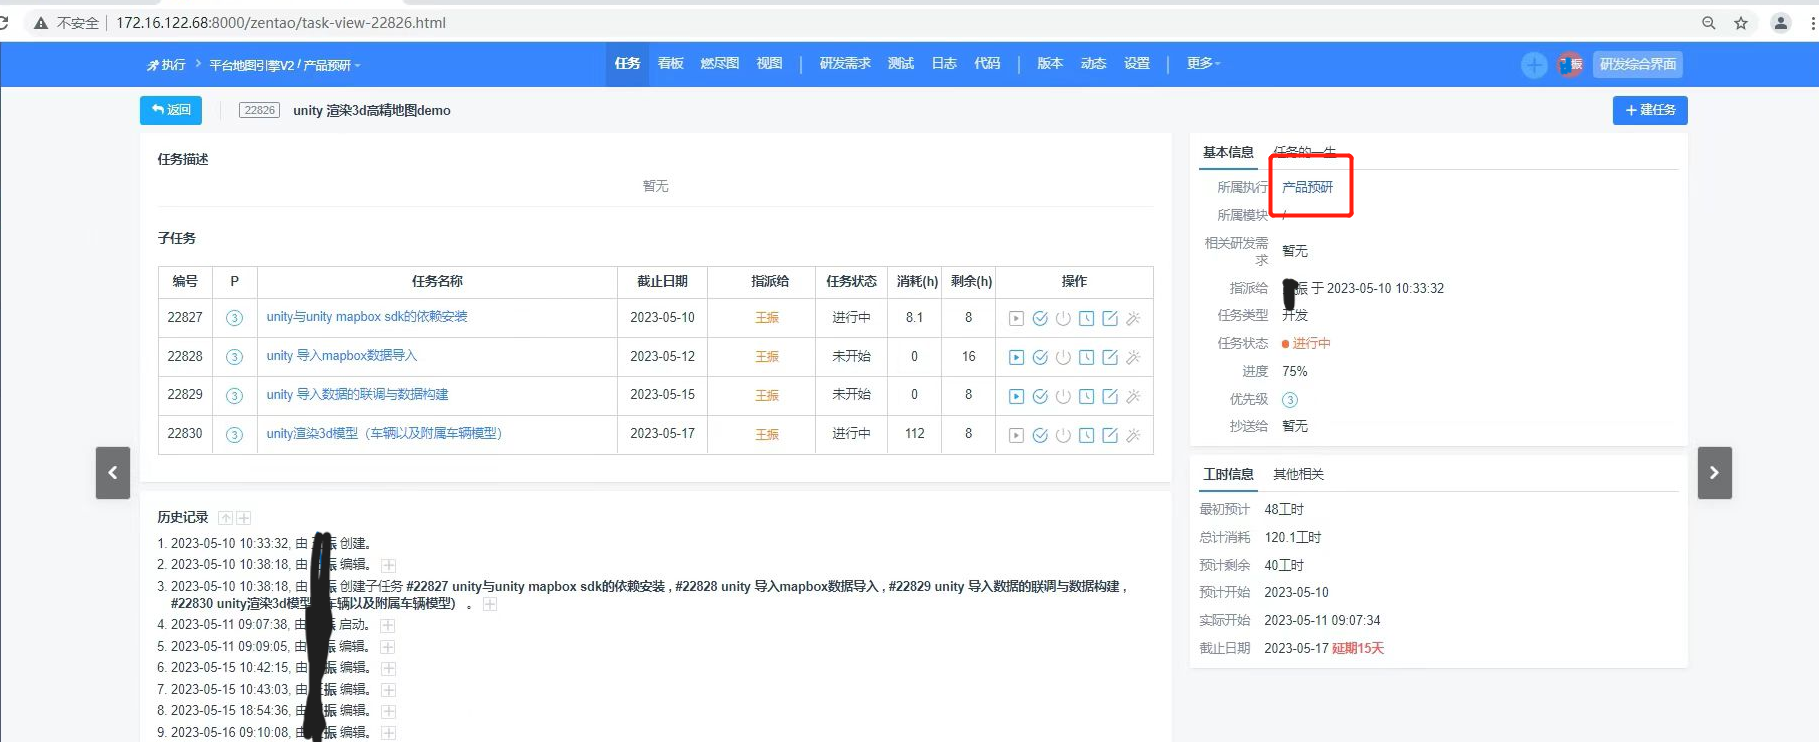 不安全 172.16.122.68:8000/zentao/task-view-22826.html
执行 平台地图引擎V2 / 产品预研 任务 看板 燃尽图 视图 研发需求 测试 日志 代码 版本 动态 设置 更多 振 研发综合界面
返回 22826 unity 渲染3d高精地图demo + 建任务
任务描述
暂无
子任务
编号 P 任务名称 截止日期 指派给 任务状态 消耗(h) 剩余(h) 操作
22827 3 unity与unity mapbox sdk的依赖安装 2023-05-10 王振 进行中 8.1 8
22828 3 unity 导入mapbox数据导入 2023-05-12 王振 未开始 0 16
22829 3 unity 导入数据的联调与数据构建 2023-05-15 王振 未开始 0 8
22830 3 unity渲染3d模型（车辆以及附属车辆模型） 2023-05-17 王振 进行中 112 8
历史记录
1. 2023-05-10 10:33:32, 由 振 创建。
2. 2023-05-10 10:38:18, 由 振 编辑。
3. 2023-05-10 10:38:18, 由 振 创建子任务 #22827 unity与unity mapbox sdk的依赖安装 , #22828 unity 导入mapbox数据导入 , #22829 unity 导入数据的联调与数据构建 ,
#22830 unity渲染3d模型 车辆以及附属车辆模型） 。
4. 2023-05-11 09:07:38, 由 振 启动。
5. 2023-05-11 09:09:05, 由 振 编辑。
6. 2023-05-15 10:42:15, 由 振 编辑。
7. 2023-05-15 10:43:03, 由 振 编辑。
8. 2023-05-15 18:54:36, 由 振 编辑。
9. 2023-05-16 09:10:08, 由 振 编辑。
基本信息 任务的一生
所属执行 产品预研
所属模块 /
相关研发需
求 暂无
指派给 振 于 2023-05-10 10:33:32
任务类型 开发
任务状态 进行中
进度 75%
优先级 3
抄送给 暂无
工时信息 其他相关
最初预计 48工时
总计消耗 120.1工时
预计剩余 40工时
预计开始 2023-05-10
实际开始 2023-05-11 09:07:34
截止日期 2023-05-17 延期15天